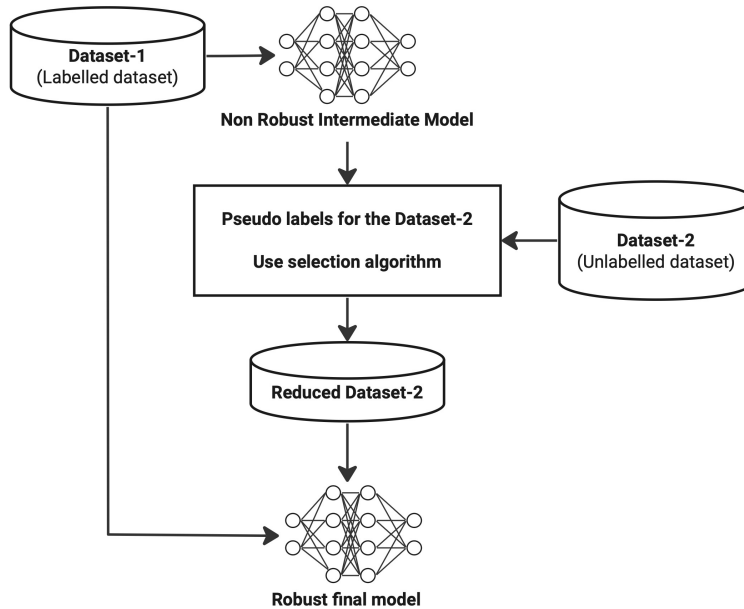 Dataset-1
(Labelled dataset)
Non Robust Intermediate Model
Pseudo labels for the Dataset-2
Use selection algorithm
Dataset-2
(Unlabelled dataset)
Reduced Dataset-2
Robust final model